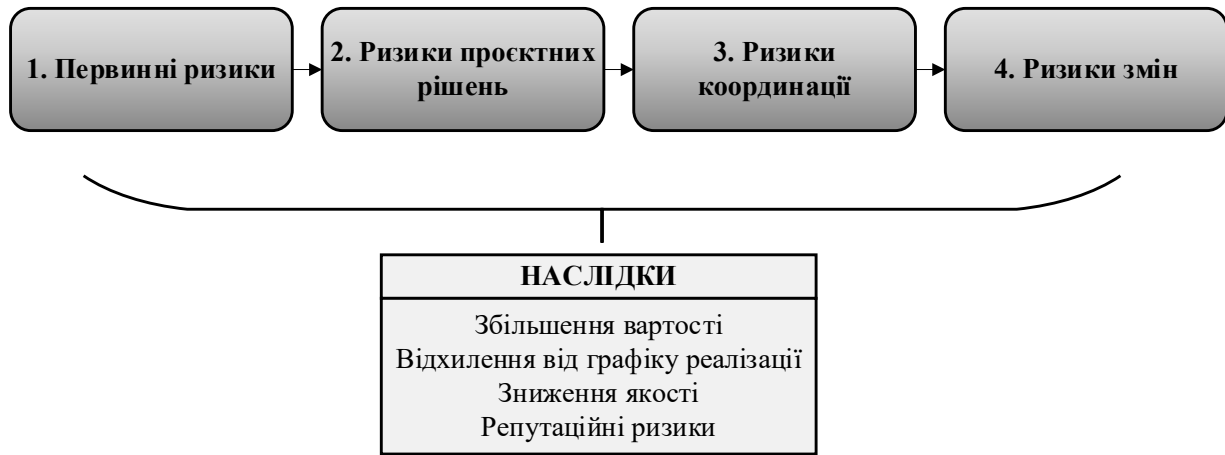 1. Первинні ризики
2. Ризики проєктних
рішень
3. Ризики
координації
4. Ризики змін
НАСЛІДКИ
Збільшення вартості
Відхилення від графіку реалізації
Зниження якості
Репутаційні ризики